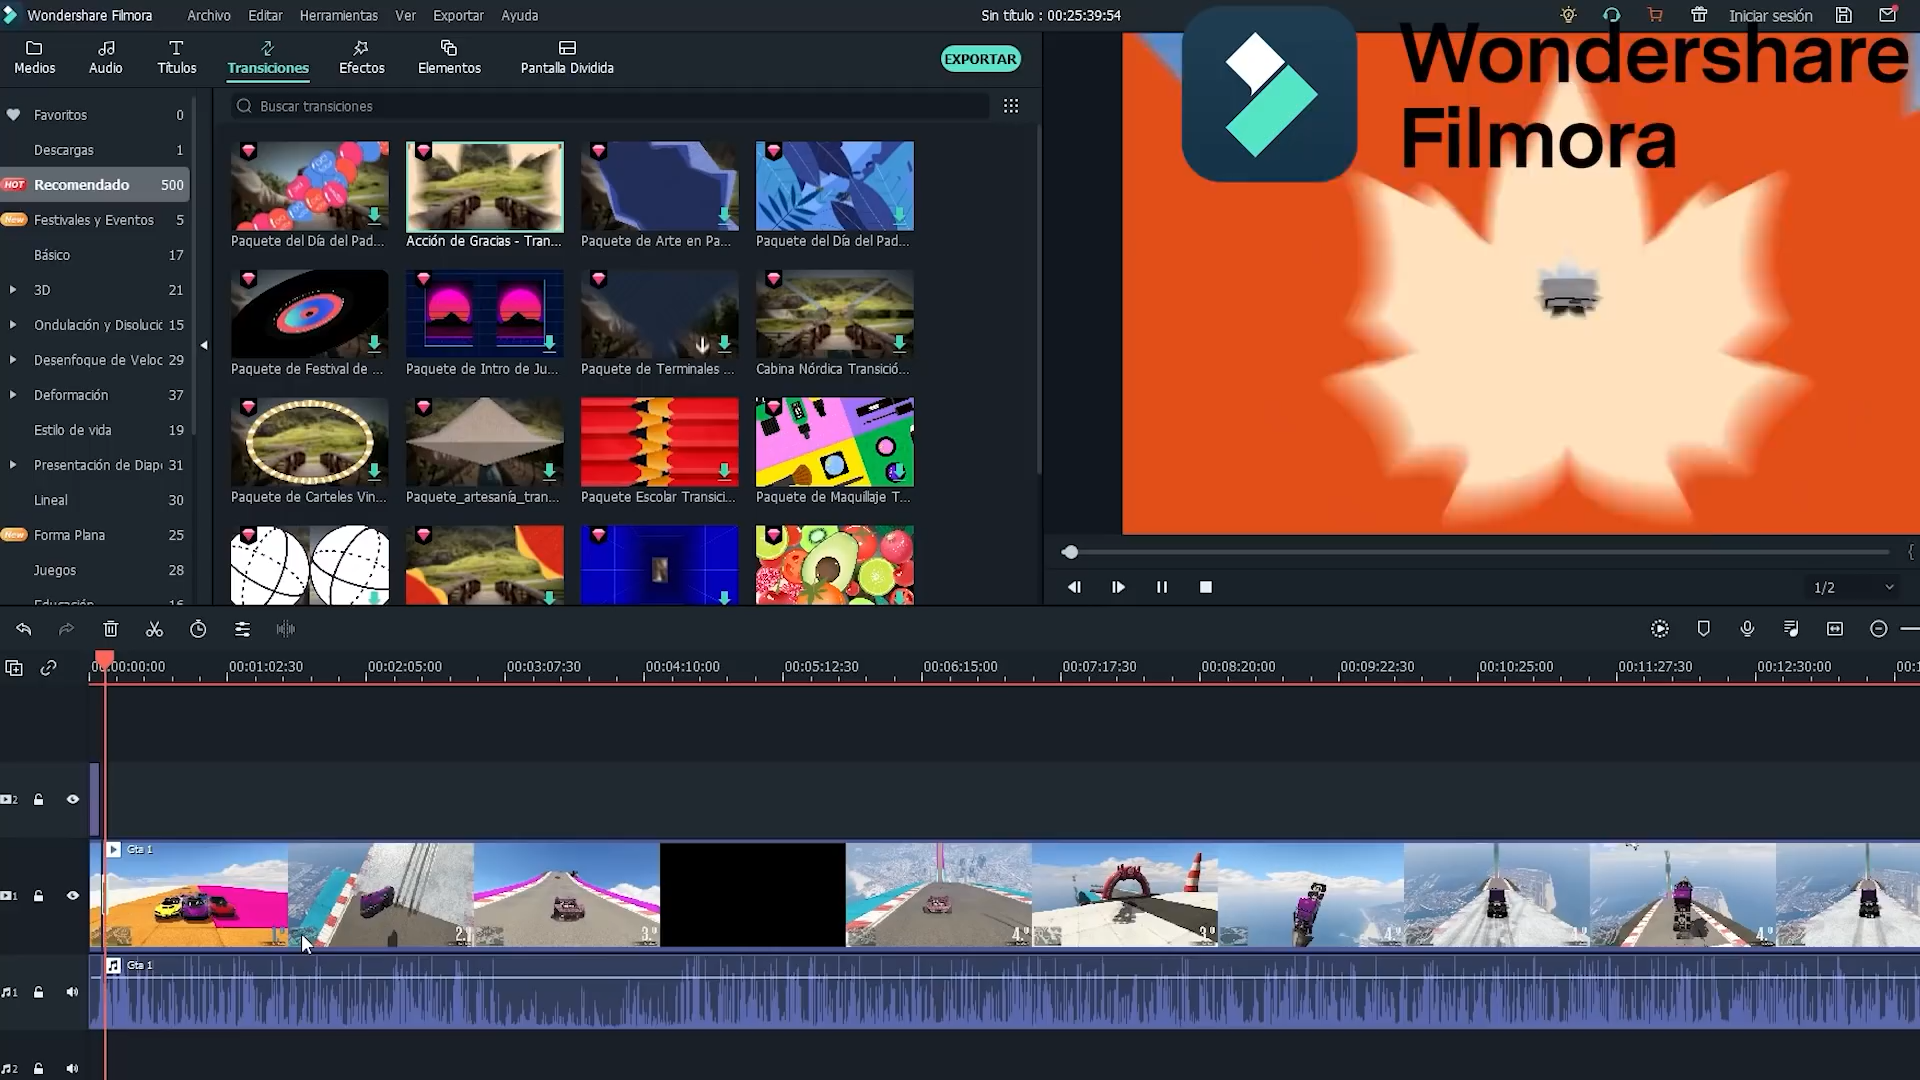 Wondershare Filmora Archivo Editar Herramientas Ver Exportar Ayuda Sin título : 00:25:39:54 Iniciar sesión
Wondershare
Filmora
Medios Audio Títulos Transiciones Efectos Elementos Pantalla Dividida EXPORTAR
Buscar transiciones
Favoritos 0
Descargas 1
HOT Recomendado 500
New Festivales y Eventos 5
Básico 17
3D 21
Ondulación y Disolució 15
Desenfoque de Veloc 29
Deformación 37
Estilo de vida 19
Presentación de Diap 31
Lineal 30
New Forma Plana 25
Juegos 28
Paquete del Día del Pad... Acción de Gracias - Tran... Paquete de Arte en Pa... Paquete del Día del Pad...
Paquete de Festival de ... Paquete de Intro de Ju... Paquete de Terminales ... Cabina Nórdica Transició...
Paquete de Carteles Vin... Paquete_artesanía_tran... Paquete Escolar Transici... Paquete de Maquillaje T...
1/2
00:00:00:00 00:01:02:30 00:02:05:00 00:03:07:30 00:04:10:00 00:05:12:30 00:06:15:00 00:07:17:30 00:08:20:00 00:09:22:30 00:10:25:00 00:11:27:30 00:12:30:00
2
Gta 1
1
Gta 1
1
2